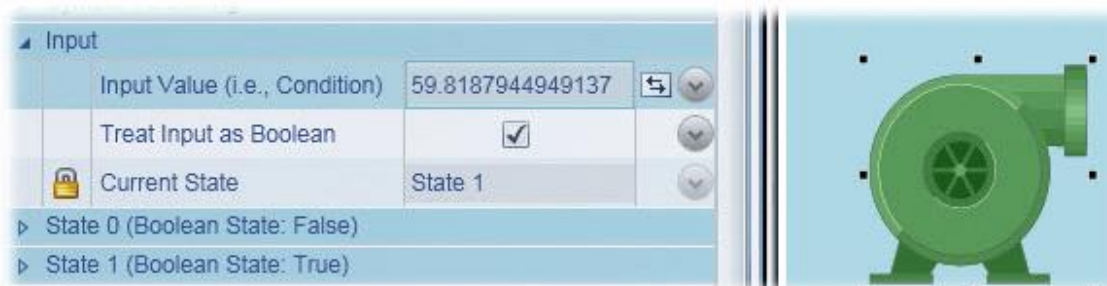 Input
Input Value (i.e., Condition) 59.8187944949137
Treat Input as Boolean
Current State State 1
State 0 (Boolean State: False)
State 1 (Boolean State: True)